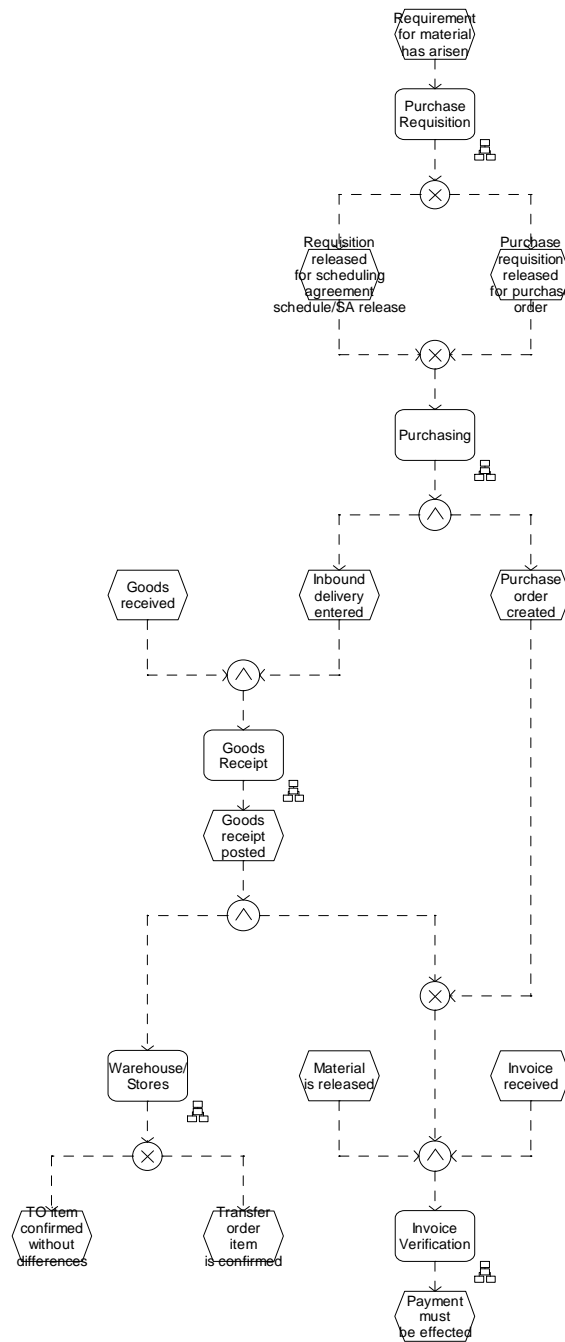 Requirement
for material
has arisen
Purchase
Requisition
Requisition
released
for scheduling
agreement
schedule/SA release
Purchase
requisition
released
for purchase
order
Purchasing
Goods
received
Inbound
delivery
entered
Purchase
order
created
Goods
Receipt
Goods
receipt
posted
Warehouse/
Stores
Material
is released
Invoice
received
TO item
confirmed
without
differences
Transfer
order
item
is confirmed
Invoice
Verification
Payment
must
be effected